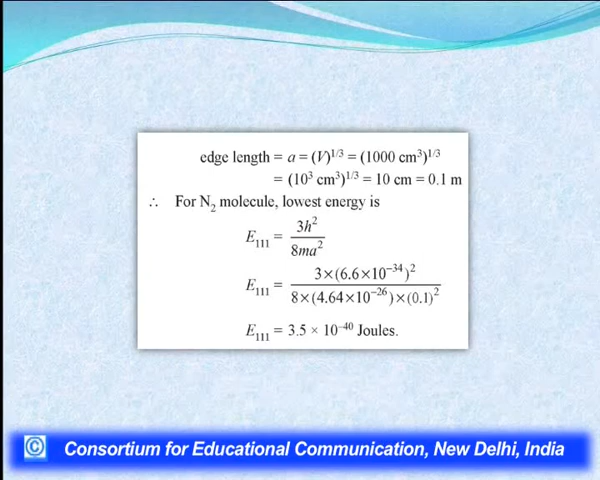 edge length = a = (V)^1/3 = (1000 cm³)^1/3
= (10³ cm³)^1/3 = 10 cm = 0.1 m
∴ For N₂ molecule, lowest energy is
E₁₁₁ = 3h² / 8ma²
E₁₁₁ = 3×(6.6×10⁻³⁴)² / 8×(4.64×10⁻²⁶)×(0.1)²
E₁₁₁ = 3.5 × 10⁻⁴⁰ Joules.
© Consortium for Educational Communication, New Delhi, India